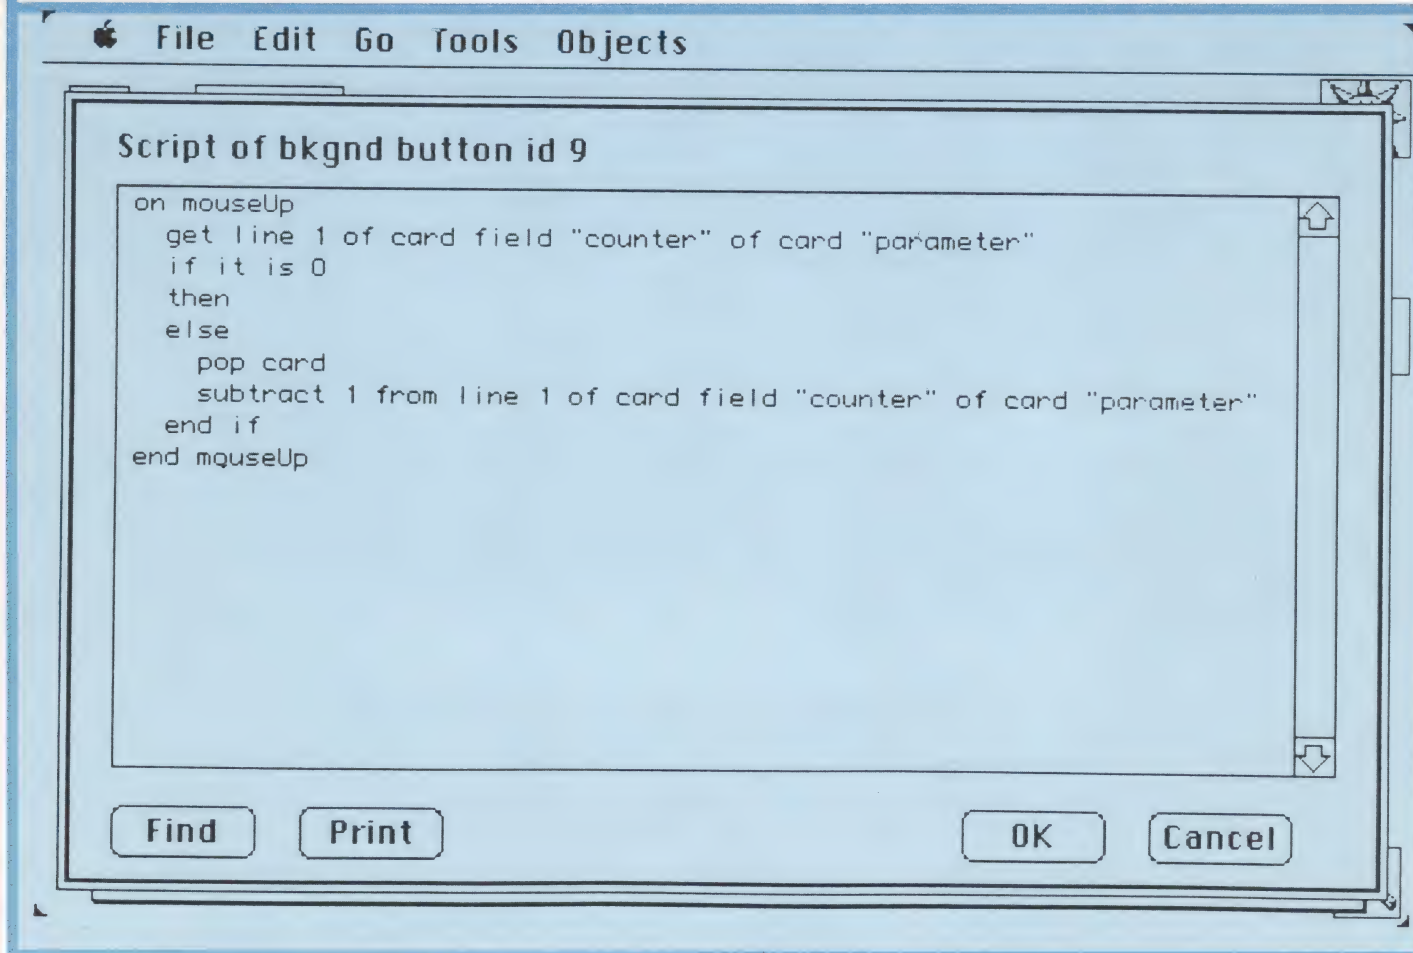 File Edit Go Tools Objects
Script of bkgnd button id 9
on mouseUp
get line 1 of card field "counter" of card "parameter"
if it is 0
then
else
pop card
subtract 1 from line 1 of card field "counter" of card "parameter"
end if
end mouseUp
Find Print OK Cancel